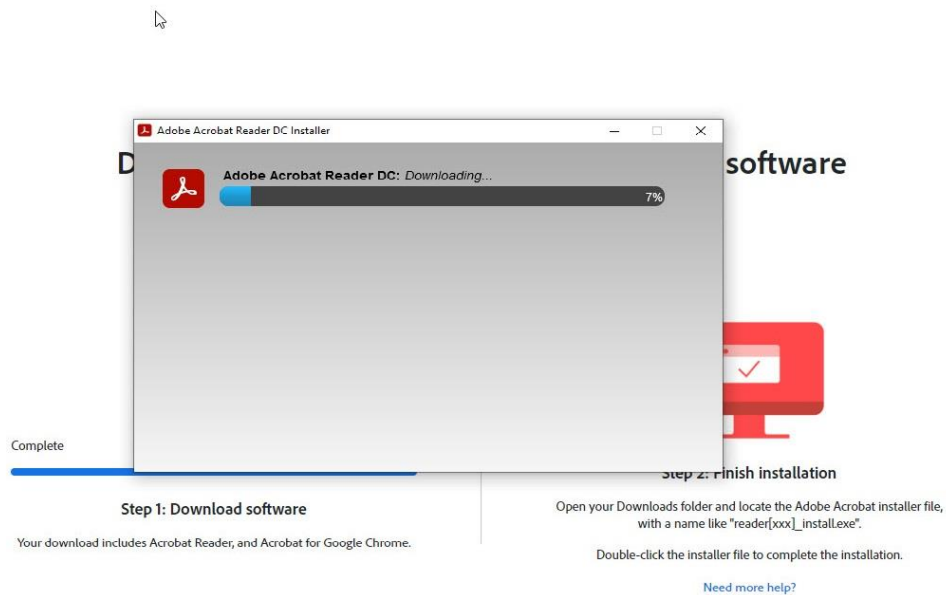 Adobe Acrobat Reader DC Installer
D software
Adobe Acrobat Reader DC: Downloading...
7%
Complete
Step 1: Download software
Your download includes Acrobat Reader, and Acrobat for Google Chrome.
Step 2: Finish installation
Open your Downloads folder and locate the Adobe Acrobat installer file,
with a name like "reader[xxx]_install.exe".
Double-click the installer file to complete the installation.
Need more help?